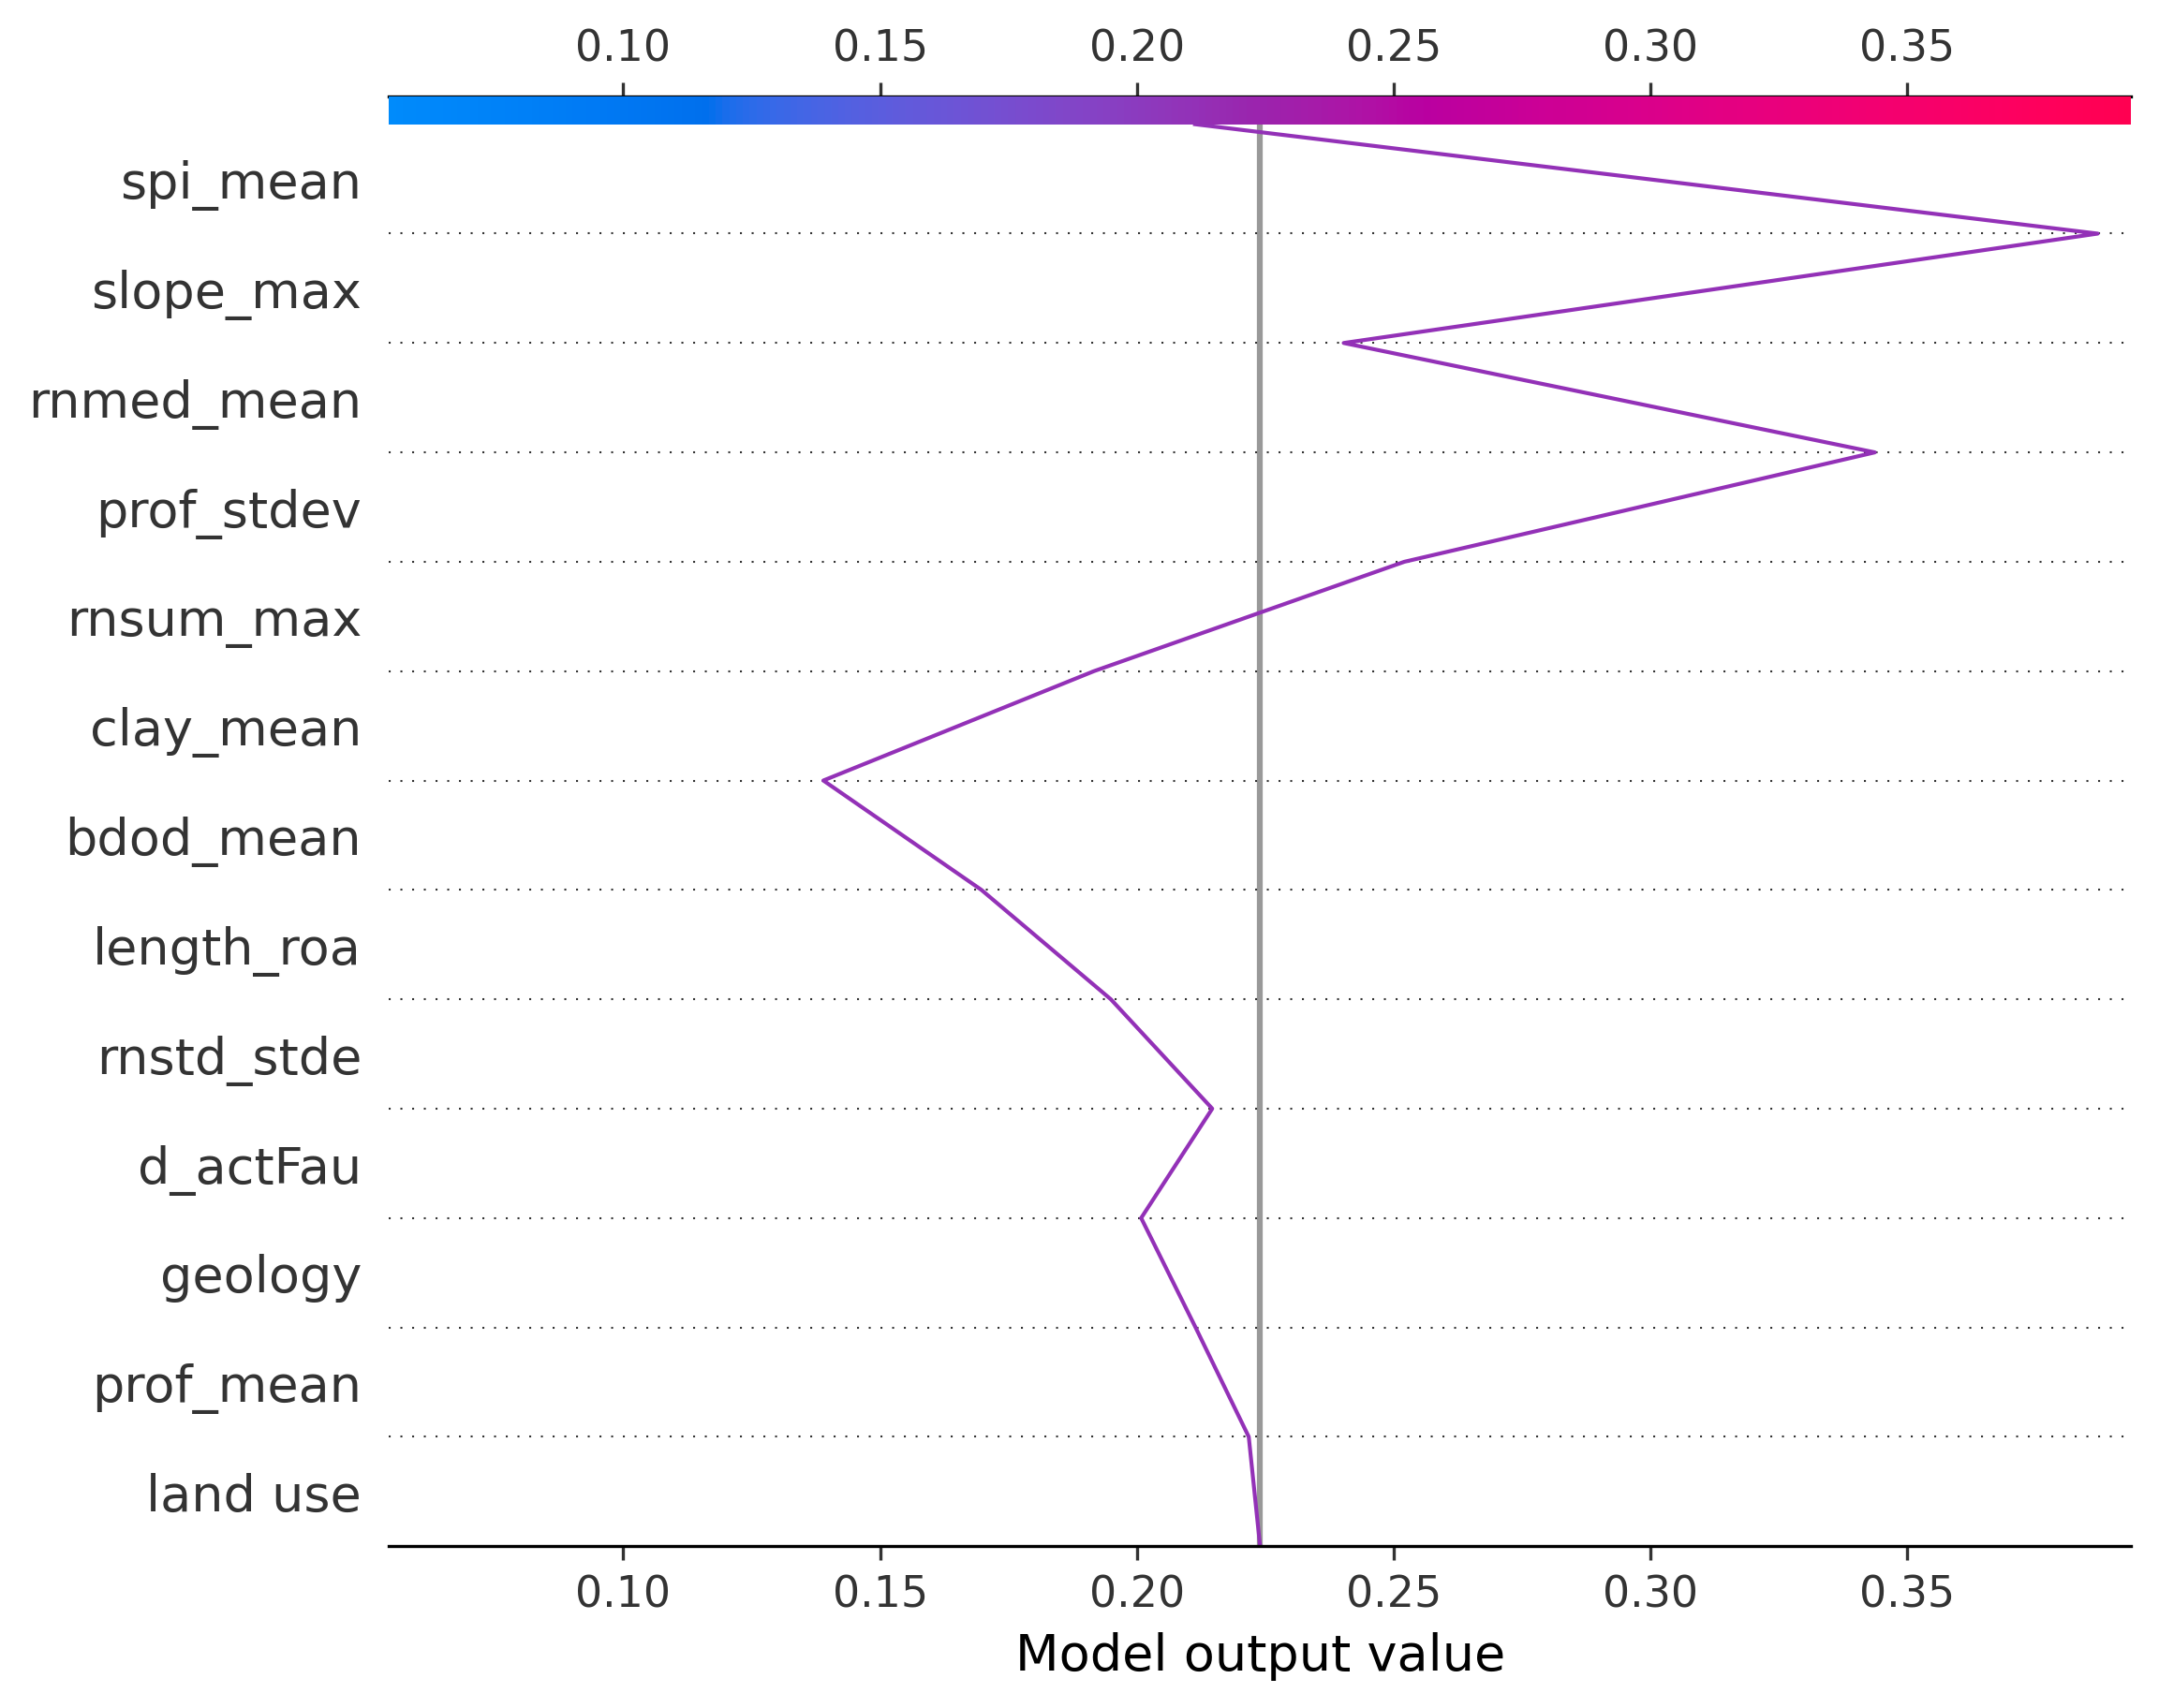 0.10 0.15 0.20 0.25 0.30 0.35
spi_mean
slope_max
rnmed_mean
prof_stdev
rnsum_max
clay_mean
bdod_mean
length_roa
rnstd_stde
d_actFau
geology
prof_mean
land use
0.10 0.15 0.20 0.25 0.30 0.35
Model output value